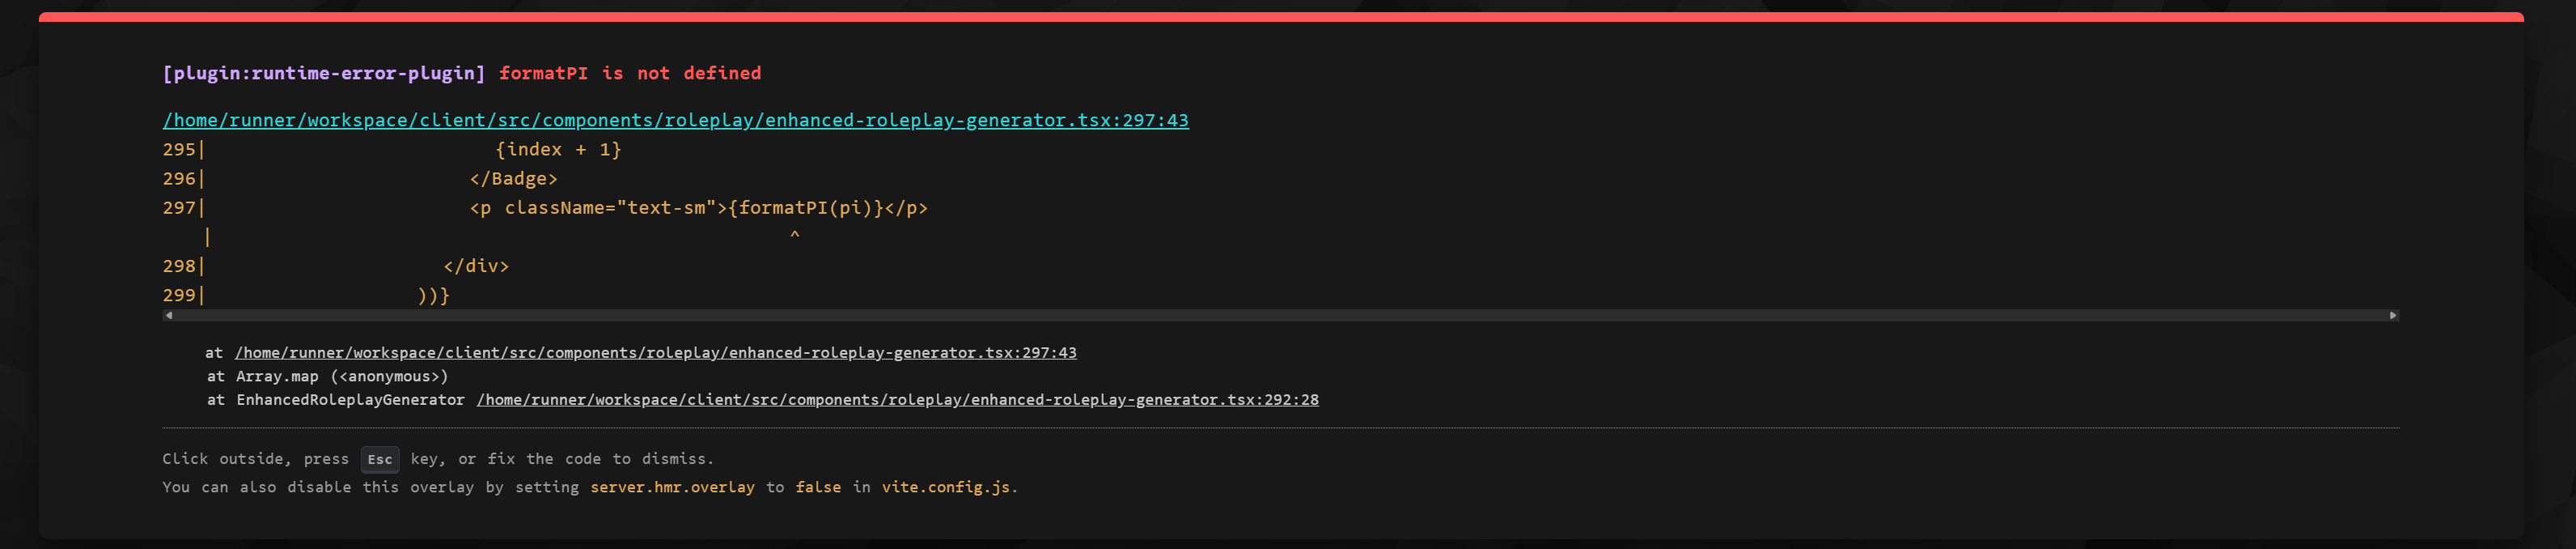 [plugin:runtime-error-plugin] formatPI is not defined
/home/runner/workspace/client/src/components/roleplay/enhanced-roleplay-generator.tsx:297:43
295|                      {index + 1}
296|                    </Badge>
297|                    <p className="text-sm">{formatPI(pi)}</p>
   |                                            ^
298|                  </div>
299|                ))}
at /home/runner/workspace/client/src/components/roleplay/enhanced-roleplay-generator.tsx:297:43
at Array.map (<anonymous>)
at EnhancedRoleplayGenerator /home/runner/workspace/client/src/components/roleplay/enhanced-roleplay-generator.tsx:292:28
Click outside, press Esc key, or fix the code to dismiss.
You can also disable this overlay by setting server.hmr.overlay to false in vite.config.js.